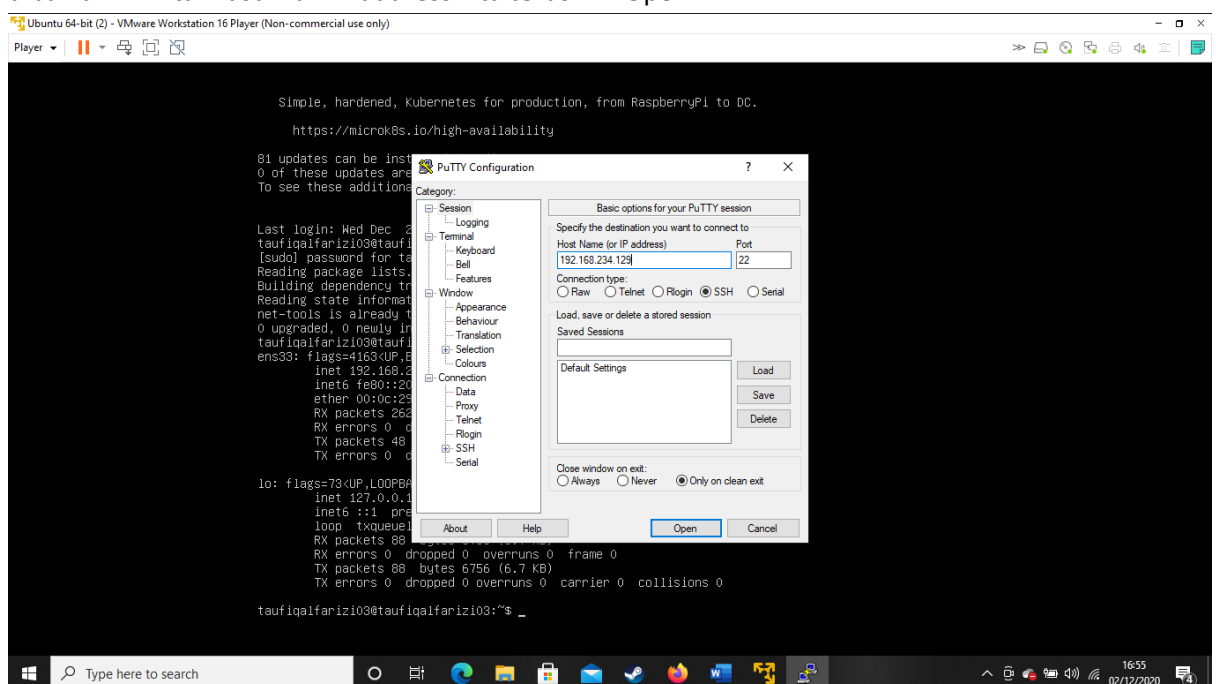 Ubuntu 64-bit (2) - VMware Workstation 16 Player (Non-commercial use only)
Player
Simple, hardened, Kubernetes for production, from RaspberryPi to DC.
https://microk8s.io/high-availability
81 updates can be inst
0 of these updates are
To see these additiona
Last login: Wed Dec 2
taufiqalfarizi03@taufi
[sudo] password for ta
Reading package lists.
Building dependency tr
Reading state informat
net-tools is already t
0 upgraded, 0 newly in
taufiqalfarizi03@taufi
ens33: flags=4163<UP,B
inet 192.168.2
inet6 fe80::20
ether 00:0c:29
RX packets 262
RX errors 0 d
TX packets 48
TX errors 0 d
lo: flags=73<UP,LOOPBA
inet 127.0.0.1
inet6 ::1 pre
loop txqueuel
RX packets 88
RX errors 0 dropped 0 overruns 0 frame 0
TX packets 88 bytes 6756 (6.7 KB)
TX errors 0 dropped 0 overruns 0 carrier 0 collisions 0
taufiqalfarizi03@taufiqalfarizi03:~$ _
PuTTY Configuration ? ×
Category:
Session
Logging
Terminal
Keyboard
Bell
Features
Window
Appearance
Behaviour
Translation
Selection
Colours
Connection
Data
Proxy
Telnet
Rlogin
SSH
Serial
Basic options for your PuTTY session
Specify the destination you want to connect to
Host Name (or IP address) Port
192.168.234.129 22
Connection type:
Raw Telnet Rlogin SSH Serial
Load, save or delete a stored session
Saved Sessions
Default Settings
Load
Save
Delete
Close window on exit:
Always Never Only on clean exit
About Help Open Cancel
Type here to search
16:55
02/12/2020
4